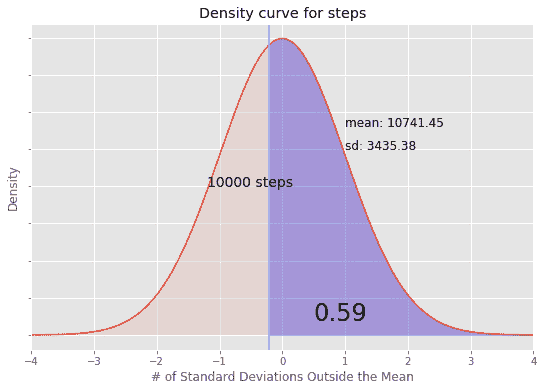 Density curve for steps
mean: 10741.45
sd: 3435.38
10000 steps
0.59
Density
−4 −3 −2 −1 0 1 2 3 4
# of Standard Deviations Outside the Mean